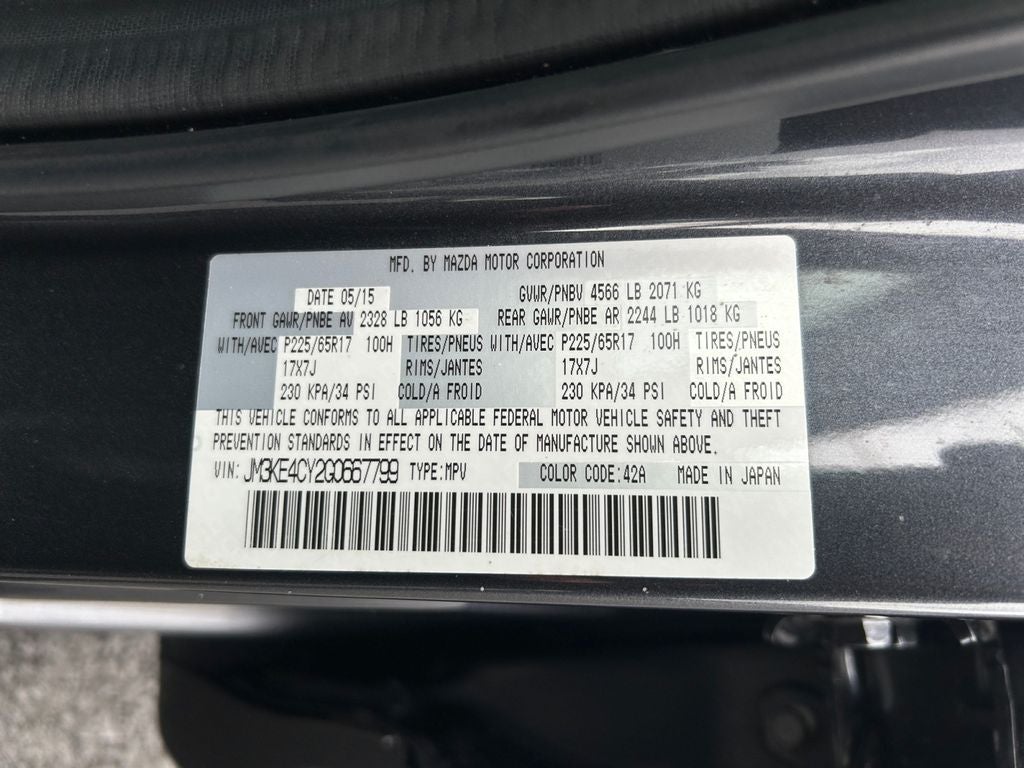 MFD. BY MAZDA MOTOR CORPORATION
DATE 05/15 GVWR/PNBV 4566 LB 2071 KG
FRONT GAWR/PNBE AV 2328 LB 1056 KG REAR GAWR/PNBE AR 2244 LB 1018 KG
WITH/AVEC P225/65R17 100H TIRES/PNEUS WITH/AVEC P225/65R17 100H TIRES/PNEUS
17X7J RIMS/JANTES 17X7J RIMS/JANTES
230 KPA/34 PSI COLD/A FROID 230 KPA/34 PSI COLD/A FROID
THIS VEHICLE CONFORMS TO ALL APPLICABLE FEDERAL MOTOR VEHICLE SAFETY AND THEFT
PREVENTION STANDARDS IN EFFECT ON THE DATE OF MANUFACTURE SHOWN ABOVE.
VIN: JM3KE4CY2G0667799 TYPE:MPV COLOR CODE:42A MADE IN JAPAN